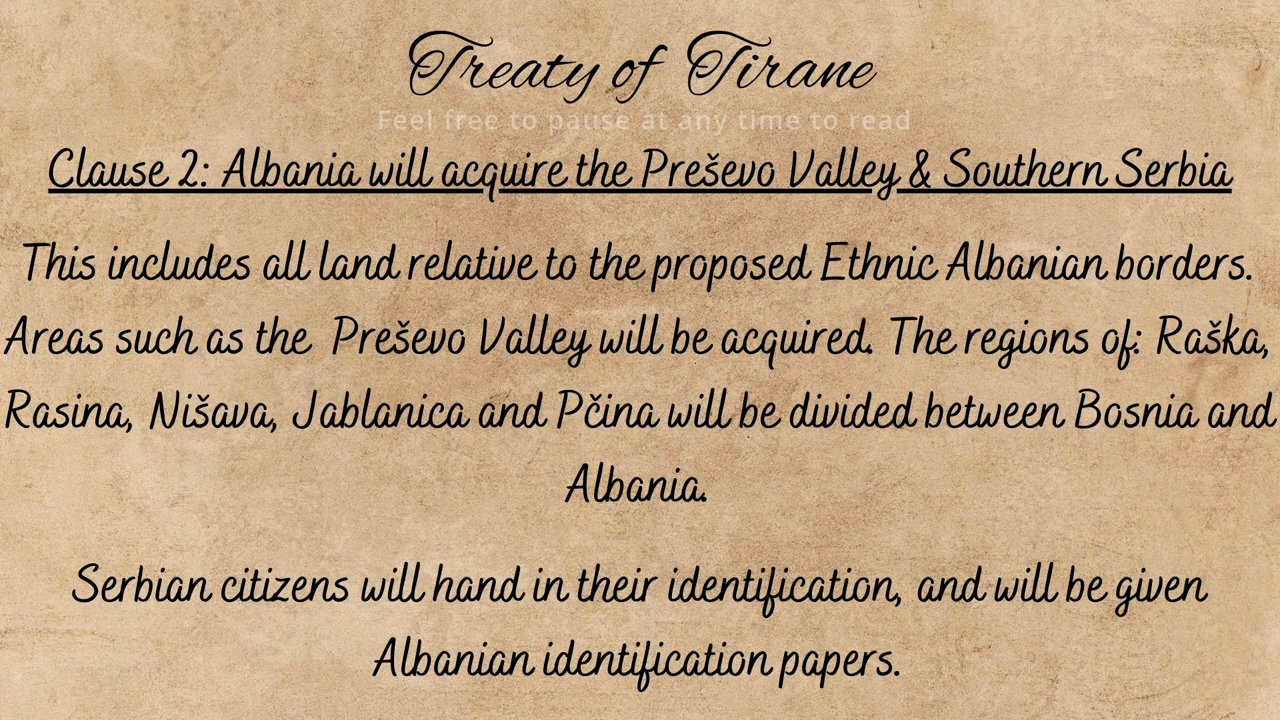 Treaty of Tirane
Feel free to pause at any time to read
Clause 2: Albania will acquire the Preševo Valley & Southern Serbia
This includes all land relative to the proposed Ethnic Albanian borders.
Areas such as the Preševo Valley will be acquired. The regions of: Raška,
Rasina, Nišava, Jablanica and Pčina will be divided between Bosnia and
Albania.
Serbian citizens will hand in their identification, and will be given
Albanian identification papers.